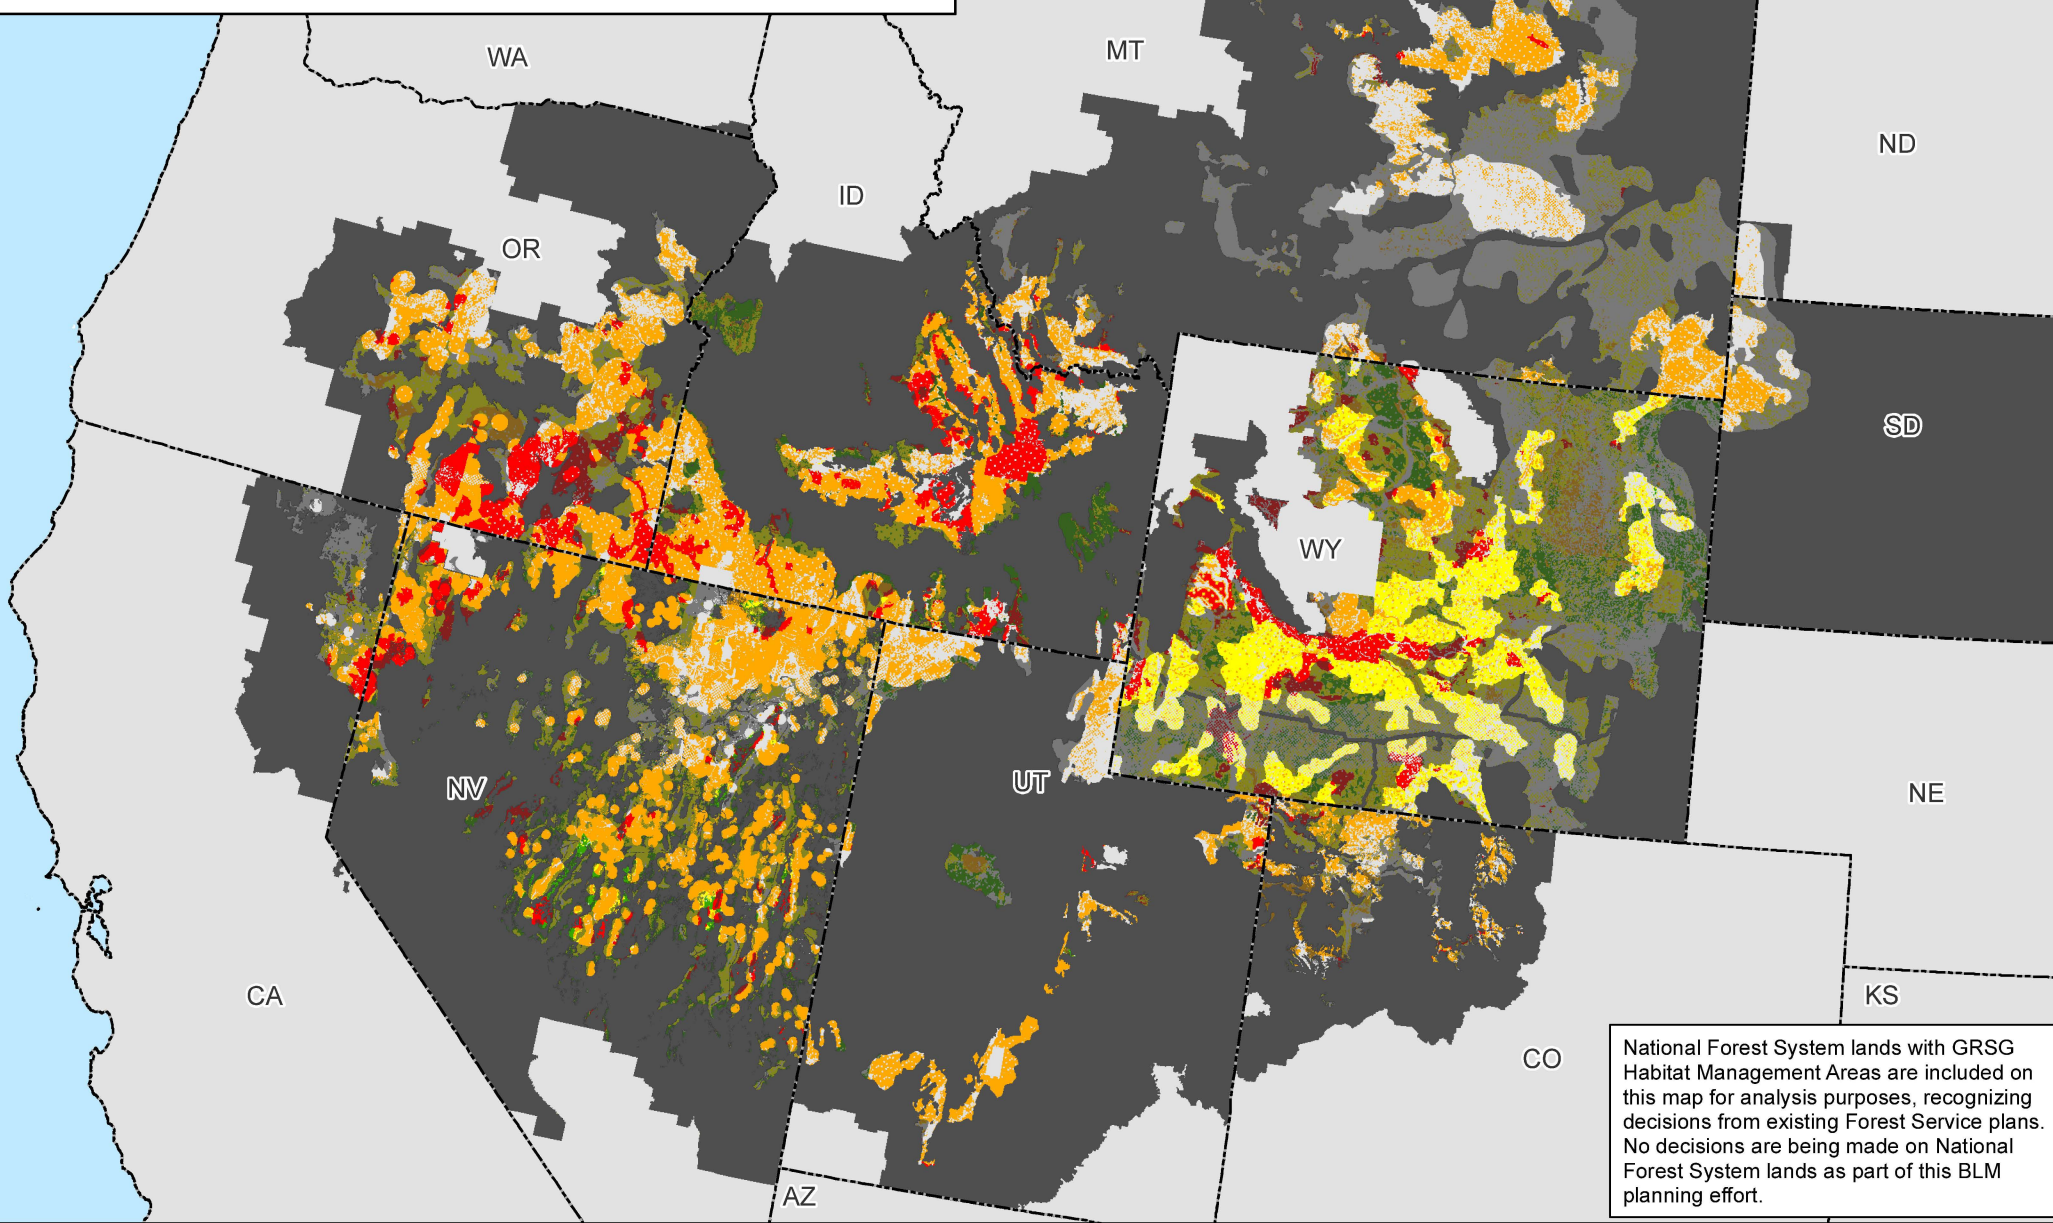 WA
MT
ND
ID
OR
SD
WY
NV
UT
NE
CA
KS
CO
AZ
National Forest System lands with GRSG
Habitat Management Areas are included on
this map for analysis purposes, recognizing
decisions from existing Forest Service plans.
No decisions are being made on National
Forest System lands as part of this BLM
planning effort.